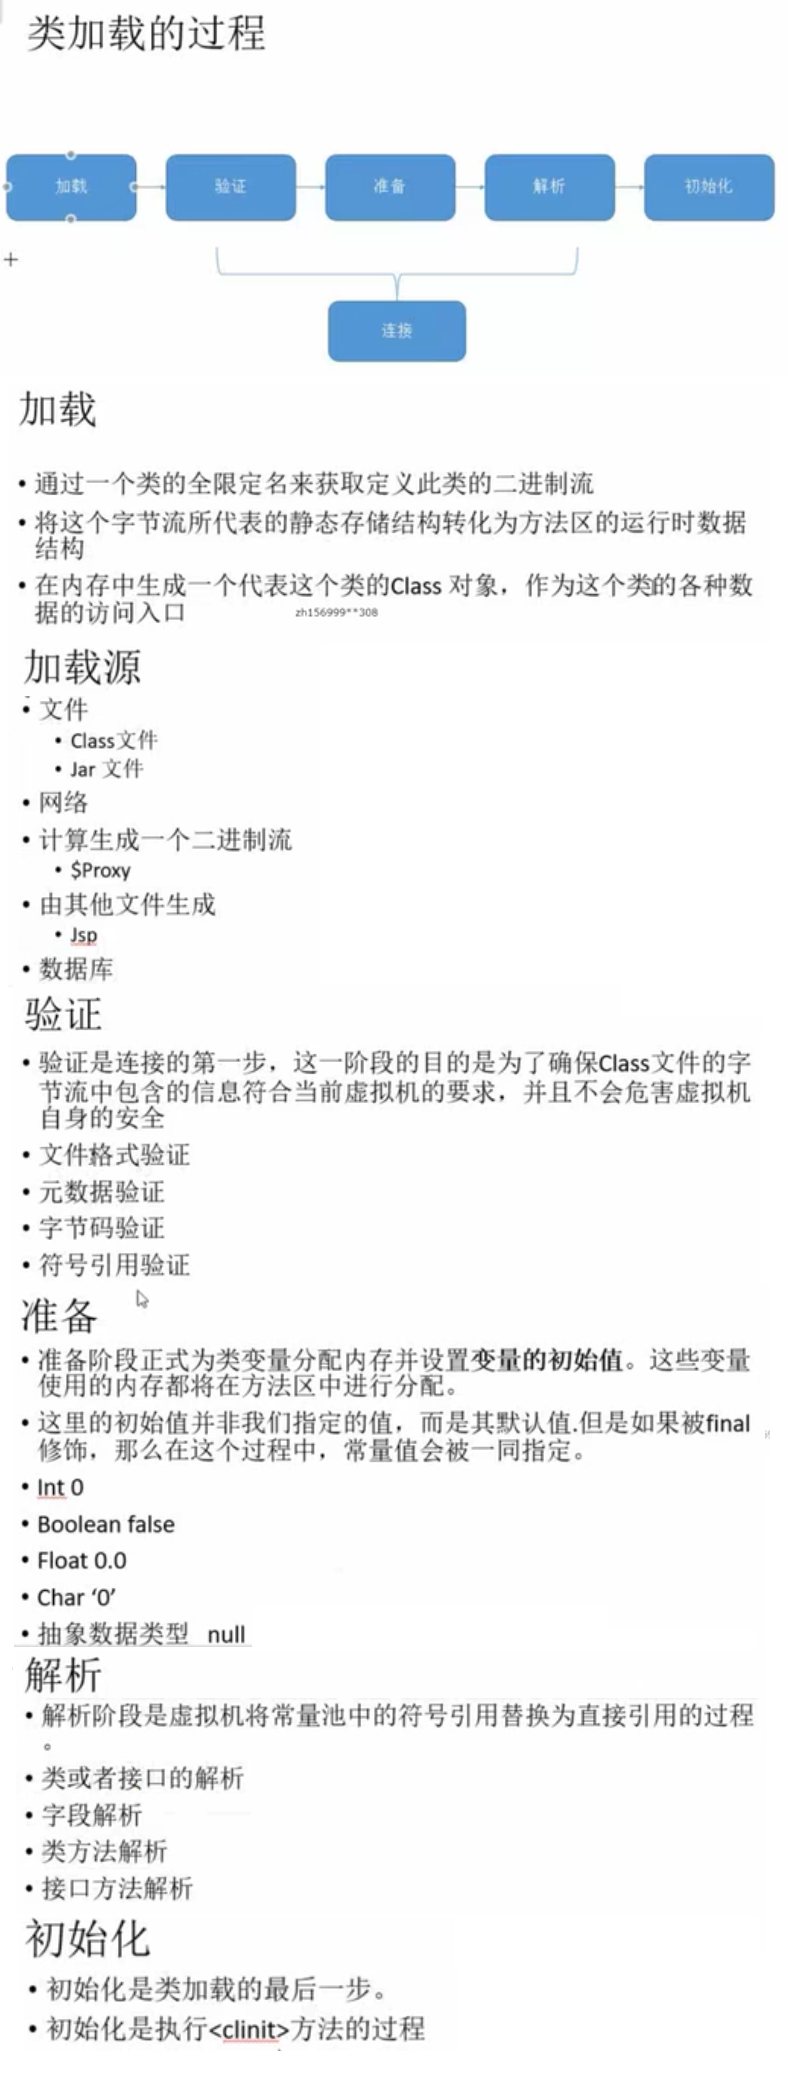 类加载的过程
加载
验证
准备
解析
初始化
连接
加载
• 通过一个类的全限定名来获取定义此类的二进制流
• 将这个字节流所代表的静态存储结构转化为方法区的运行时数据
结构
• 在内存中生成一个代表这个类的Class 对象，作为这个类的各种数
据的访问入口
zh156999**308
加载源
• 文件
• Class文件
• Jar 文件
• 网络
• 计算生成一个二进制流
• $Proxy
• 由其他文件生成
• Jsp
• 数据库
验证
• 验证是连接的第一步，这一阶段的目的是为了确保Class文件的字
节流中包含的信息符合当前虚拟机的要求，并且不会危害虚拟机
自身的安全
• 文件格式验证
• 元数据验证
• 字节码验证
• 符号引用验证
准备
• 准备阶段正式为类变量分配内存并设置变量的初始值。这些变量
使用的内存都将在方法区中进行分配。
• 这里的初始值并非我们指定的值，而是其默认值.但是如果被final
修饰，那么在这个过程中，常量值会被一同指定。
• Int 0
• Boolean false
• Float 0.0
• Char ‘0’
• 抽象数据类型 null
解析
• 解析阶段是虚拟机将常量池中的符号引用替换为直接引用的过程
。
• 类或者接口的解析
• 字段解析
• 类方法解析
• 接口方法解析
初始化
• 初始化是类加载的最后一步。
• 初始化是执行<clinit>方法的过程